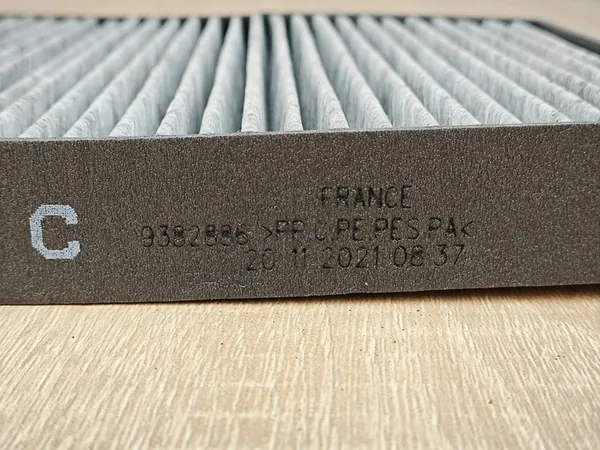 FRANCE
C
9382886 >PP.C.PE.PES.PA<
20 11 2021 08 37